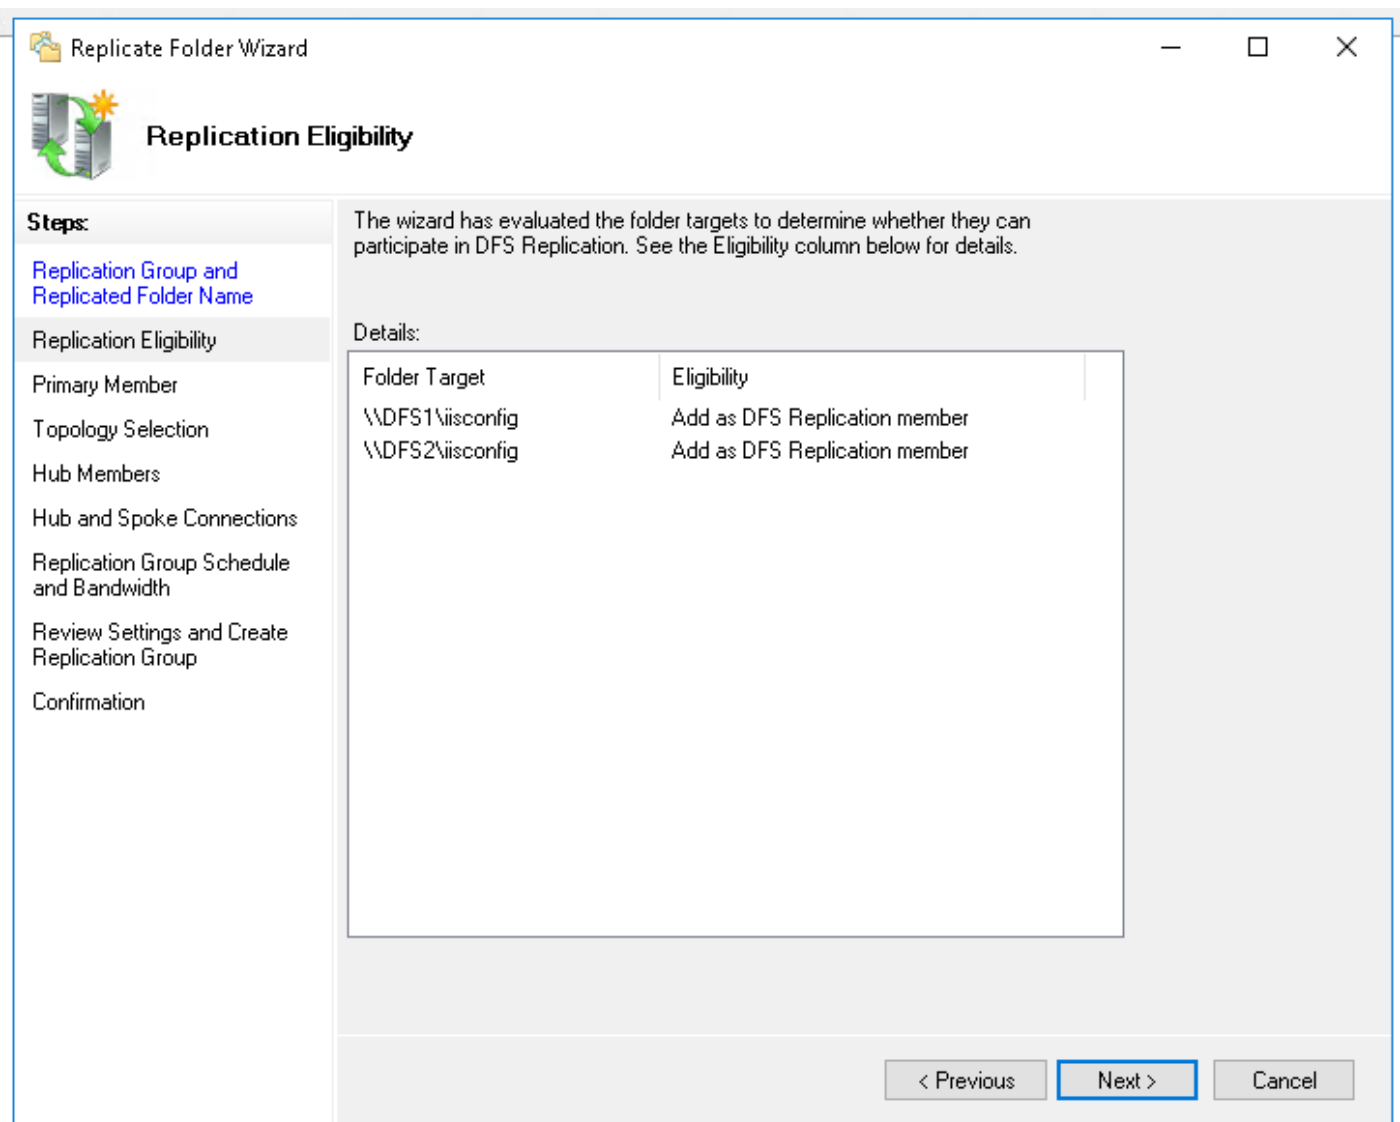 Replicate Folder Wizard
Replication Eligibility
Steps:
Replication Group and
Replicated Folder Name
Replication Eligibility
Primary Member
Topology Selection
Hub Members
Hub and Spoke Connections
Replication Group Schedule
and Bandwidth
Review Settings and Create
Replication Group
Confirmation
The wizard has evaluated the folder targets to determine whether they can
participate in DFS Replication. See the Eligibility column below for details.
Details:
Folder Target Eligibility
\\DFS1\iisconfig Add as DFS Replication member
\\DFS2\iisconfig Add as DFS Replication member
< Previous Next > Cancel